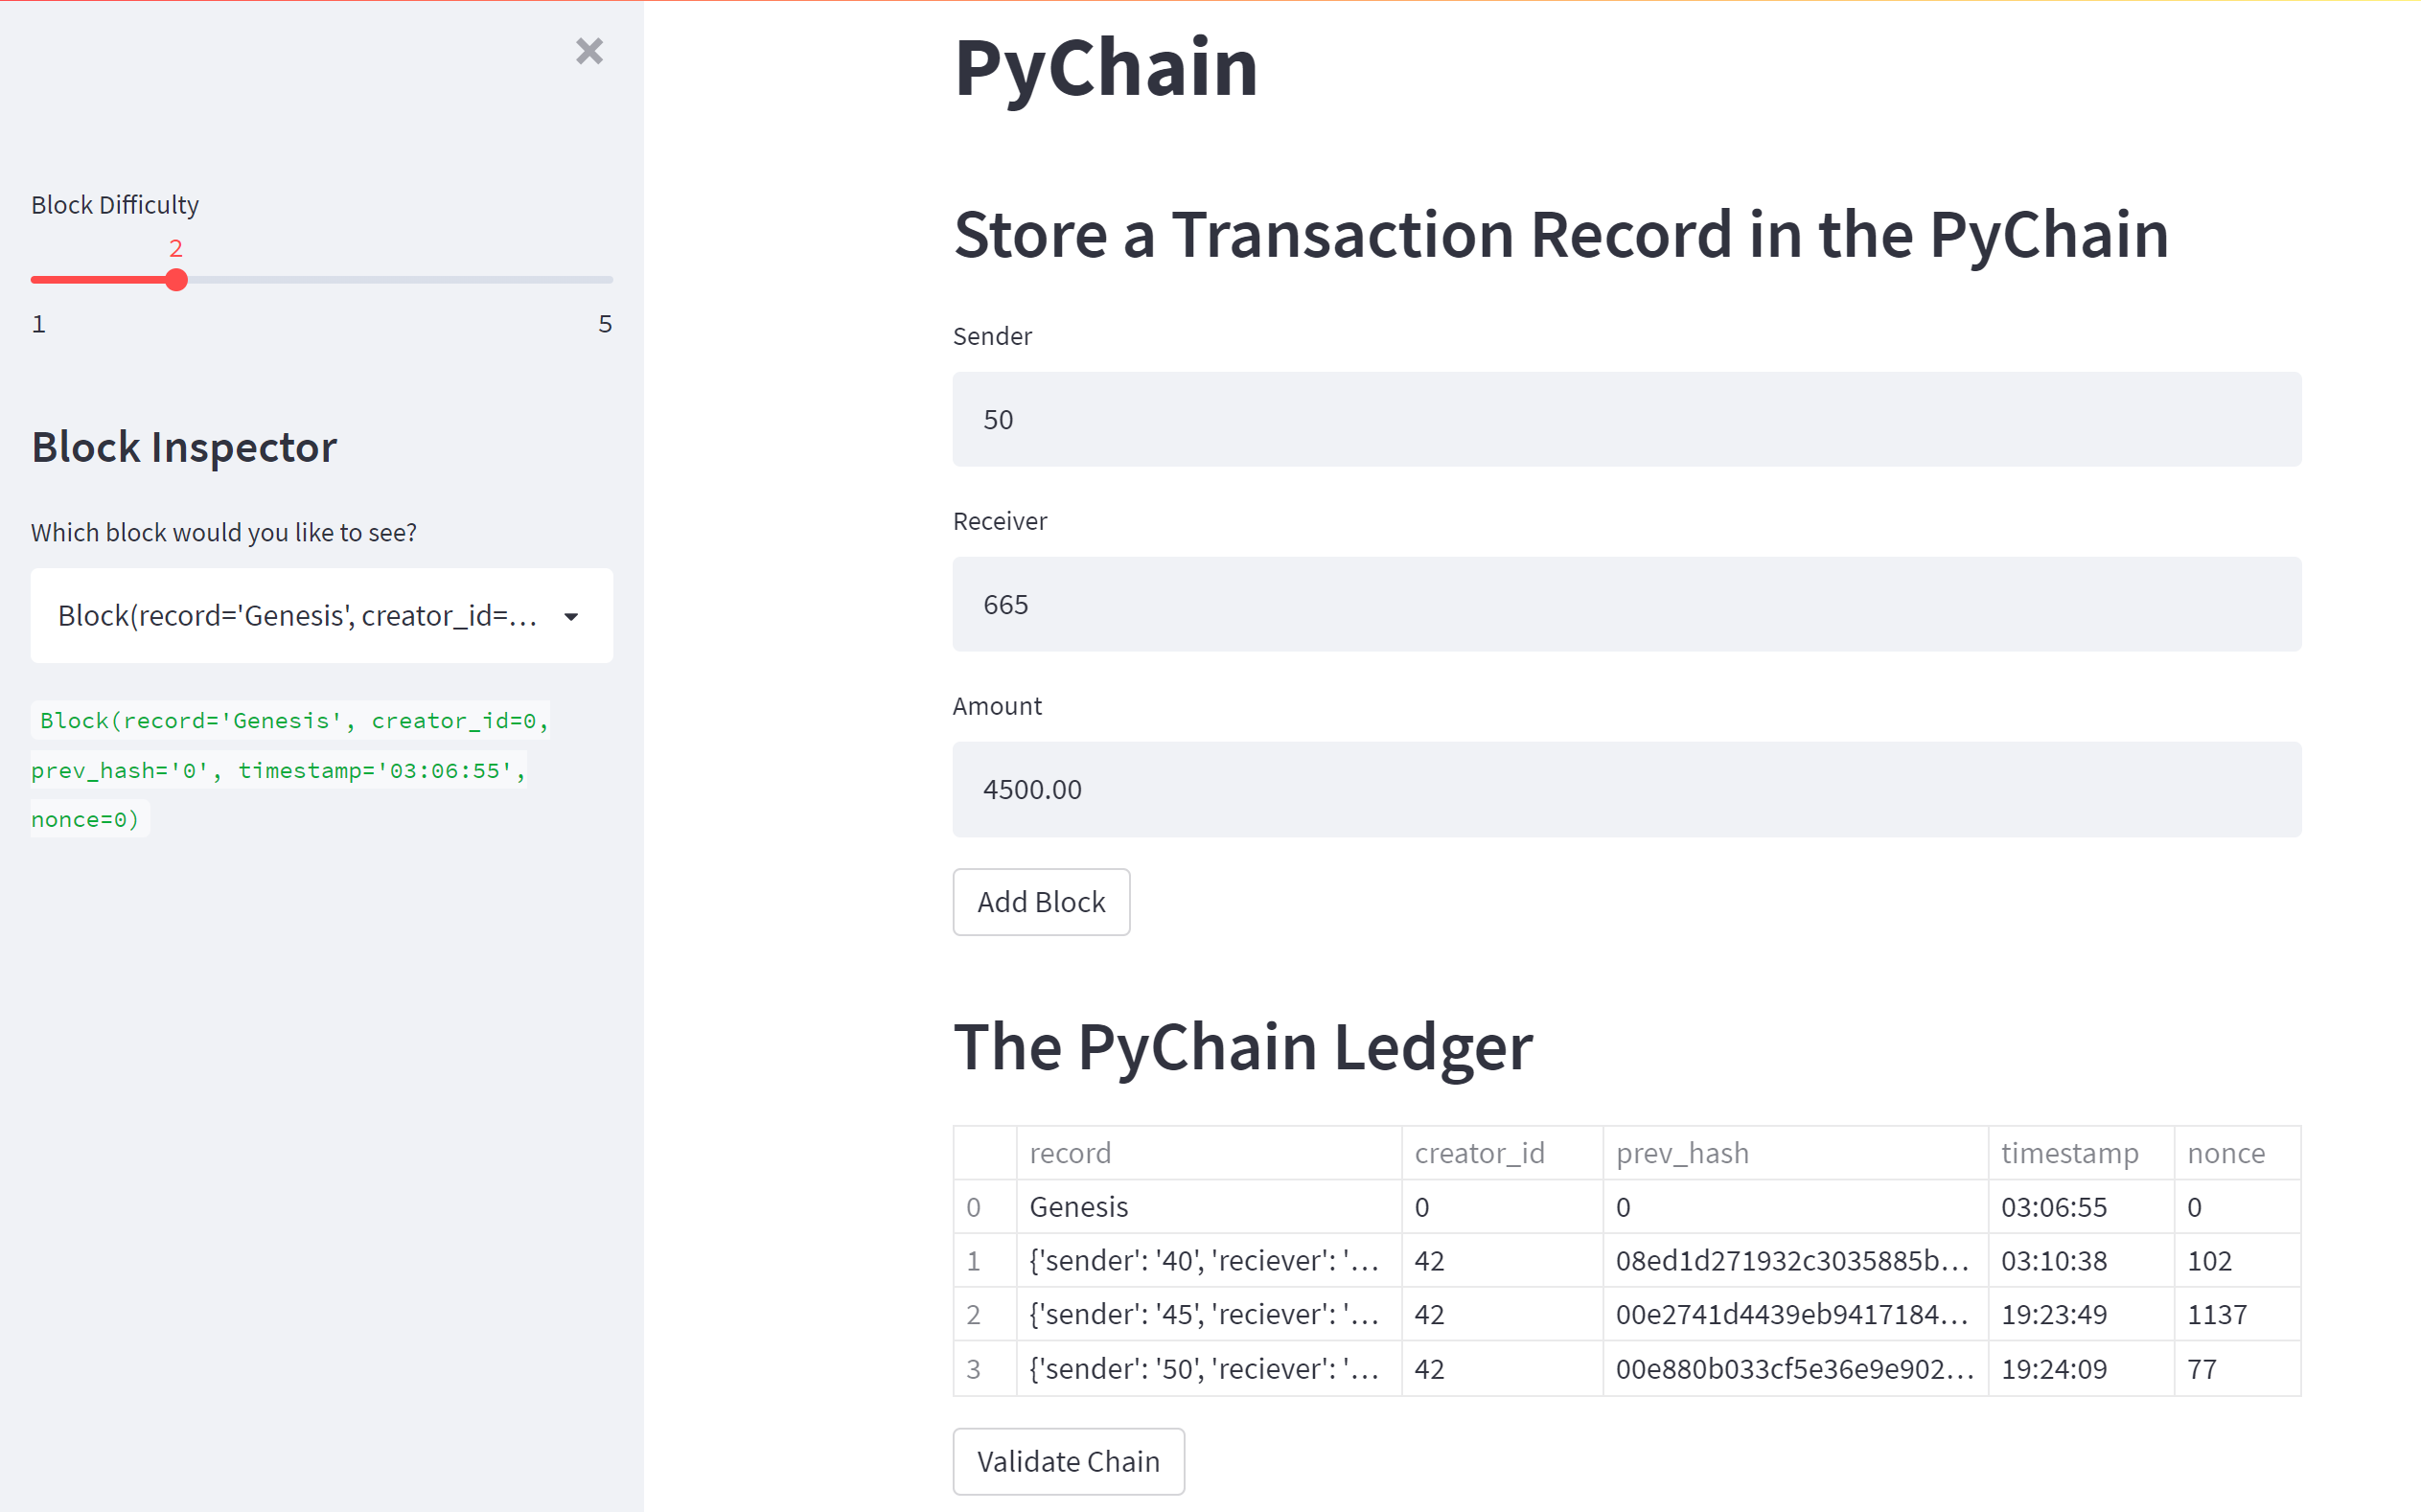 Block Difficulty
2
1 5
Block Inspector
Which block would you like to see?
Block(record='Genesis', creator_id=...
Block(record='Genesis', creator_id=0,
prev_hash='0', timestamp='03:06:55',
nonce=0)
PyChain
Store a Transaction Record in the PyChain
Sender
50
Receiver
665
Amount
4500.00
Add Block
The PyChain Ledger
record creator_id prev_hash timestamp nonce
0 Genesis 0 0 03:06:55 0
1 {'sender': '40', 'reciever': '... 42 08ed1d271932c3035885b... 03:10:38 102
2 {'sender': '45', 'reciever': '... 42 00e2741d4439eb9417184... 19:23:49 1137
3 {'sender': '50', 'reciever': '... 42 00e880b033cf5e36e9e902... 19:24:09 77
Validate Chain